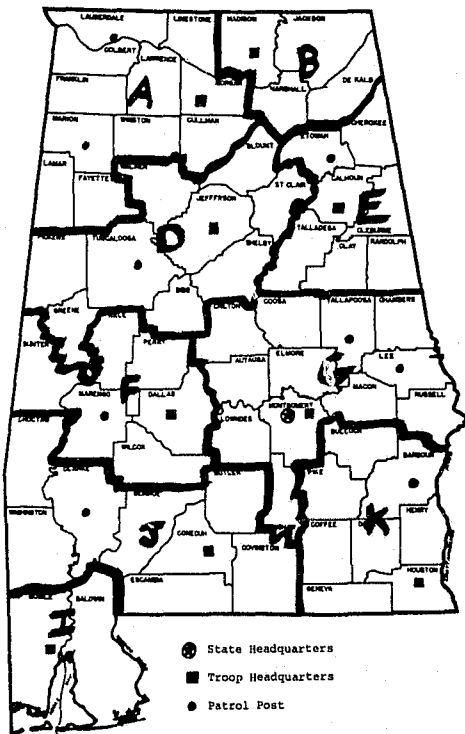 LAUDERDALE LIMESTONE MADISON JACKSON
COLBERT
LAWRENCE
B
FRANKLIN
A
MORGAN
MARSHALL
DE KALB
MARION WINSTON CULLMAN
CHEROKEE
ETOWAH
BLOUNT
LAMAR
WALKER
CALHOUN
FAYETTE
ST CLAIR
E
JEFFERSON
TALLADEGA
CLEBURNE
PICKENS
TUSCALOOSA
D
SHELBY
CLAY
RANDOLPH
BIBB
GREENE
HALE
CHILTON
COOSA
TALLAPOOSA
CHAMBERS
SUMTER
PERRY
AUTAUGA
ELMORE
LEE
MACON
MARENGO
F
DALLAS
MONTGOMERY
RUSSELL
CHOCTAW
LOWNDES
BULLOCK
WILCOX
BARBOUR
CLARKE
BUTLER
PIKE
MONROE
WASHINGTON
J
COFFEE
K
HENRY
CONECUH
COVINGTON
HOUSTON
ESCAMBIA
GENEVA
MOBILE
BALDWIN
State Headquarters
Troop Headquarters
Patrol Post